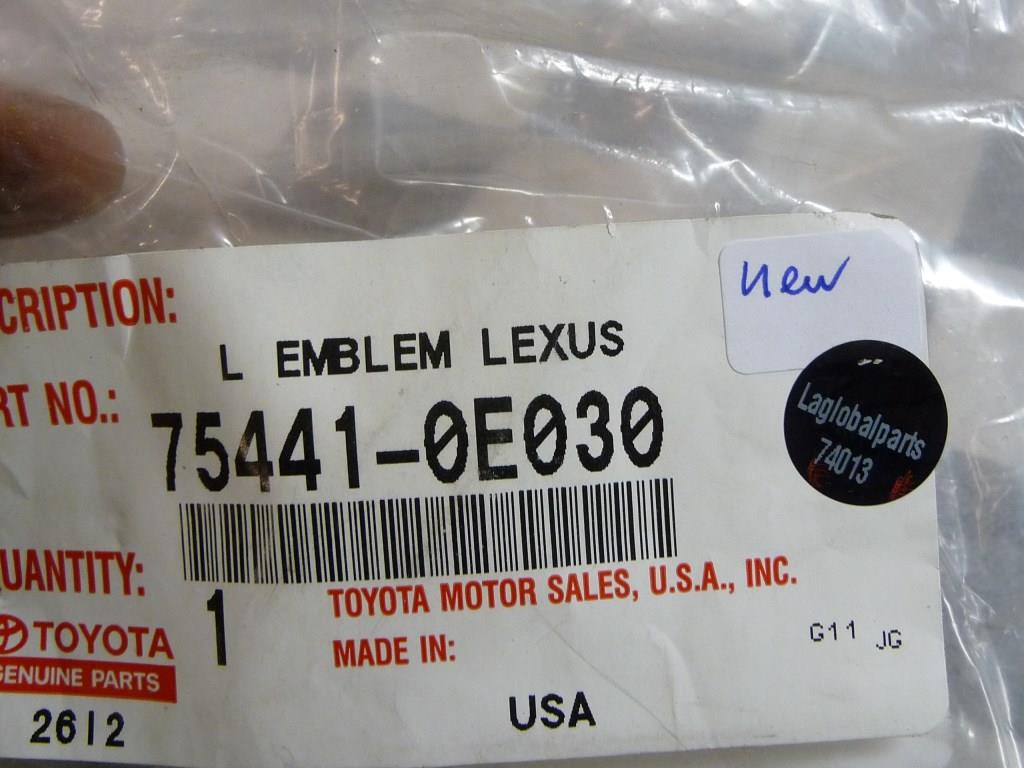 CRIPTION:
L EMBLEM LEXUS
new
RT NO.:
75441-0E030
Laglobalparts
74013
UANTITY:
1
TOYOTA MOTOR SALES, U.S.A., INC.
MADE IN:
G11 JG
TOYOTA
GENUINE PARTS
2612
USA